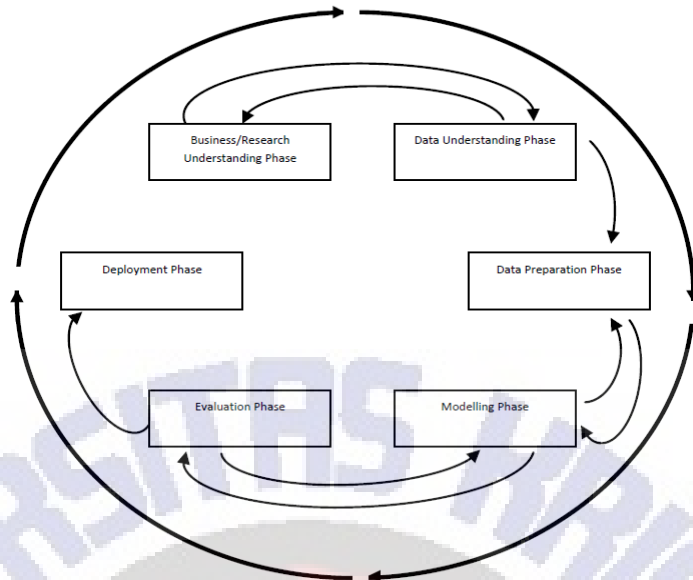 Business/Research
Understanding Phase
Data Understanding Phase
Deployment Phase
Data Preparation Phase
Evaluation Phase
Modelling Phase